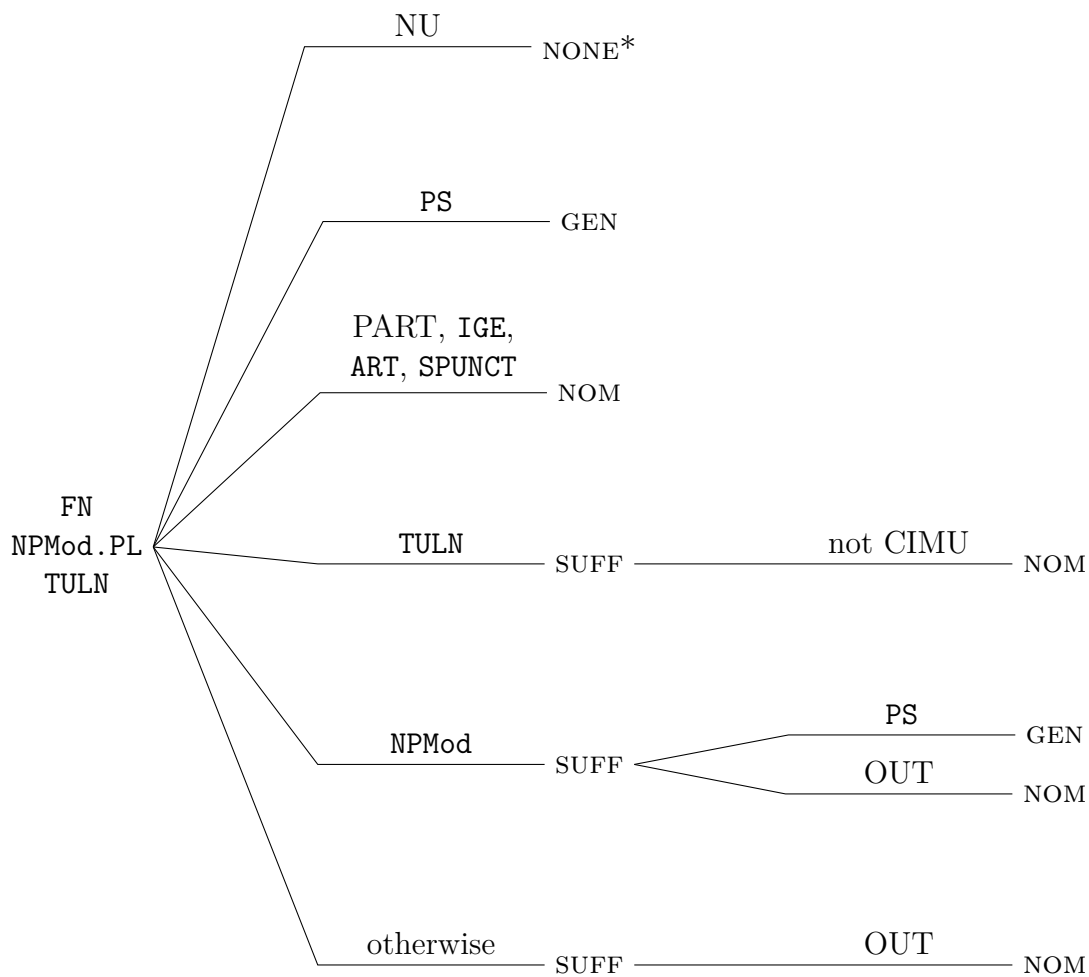 NU
NONE*
PS
GEN
PART, IGE,
ART, SPUNCT
NOM
FN
NPMod.PL
TULN
TULN
SUFF
not CIMU
NOM
NPMod
SUFF
PS
GEN
OUT
NOM
otherwise
SUFF
OUT
NOM